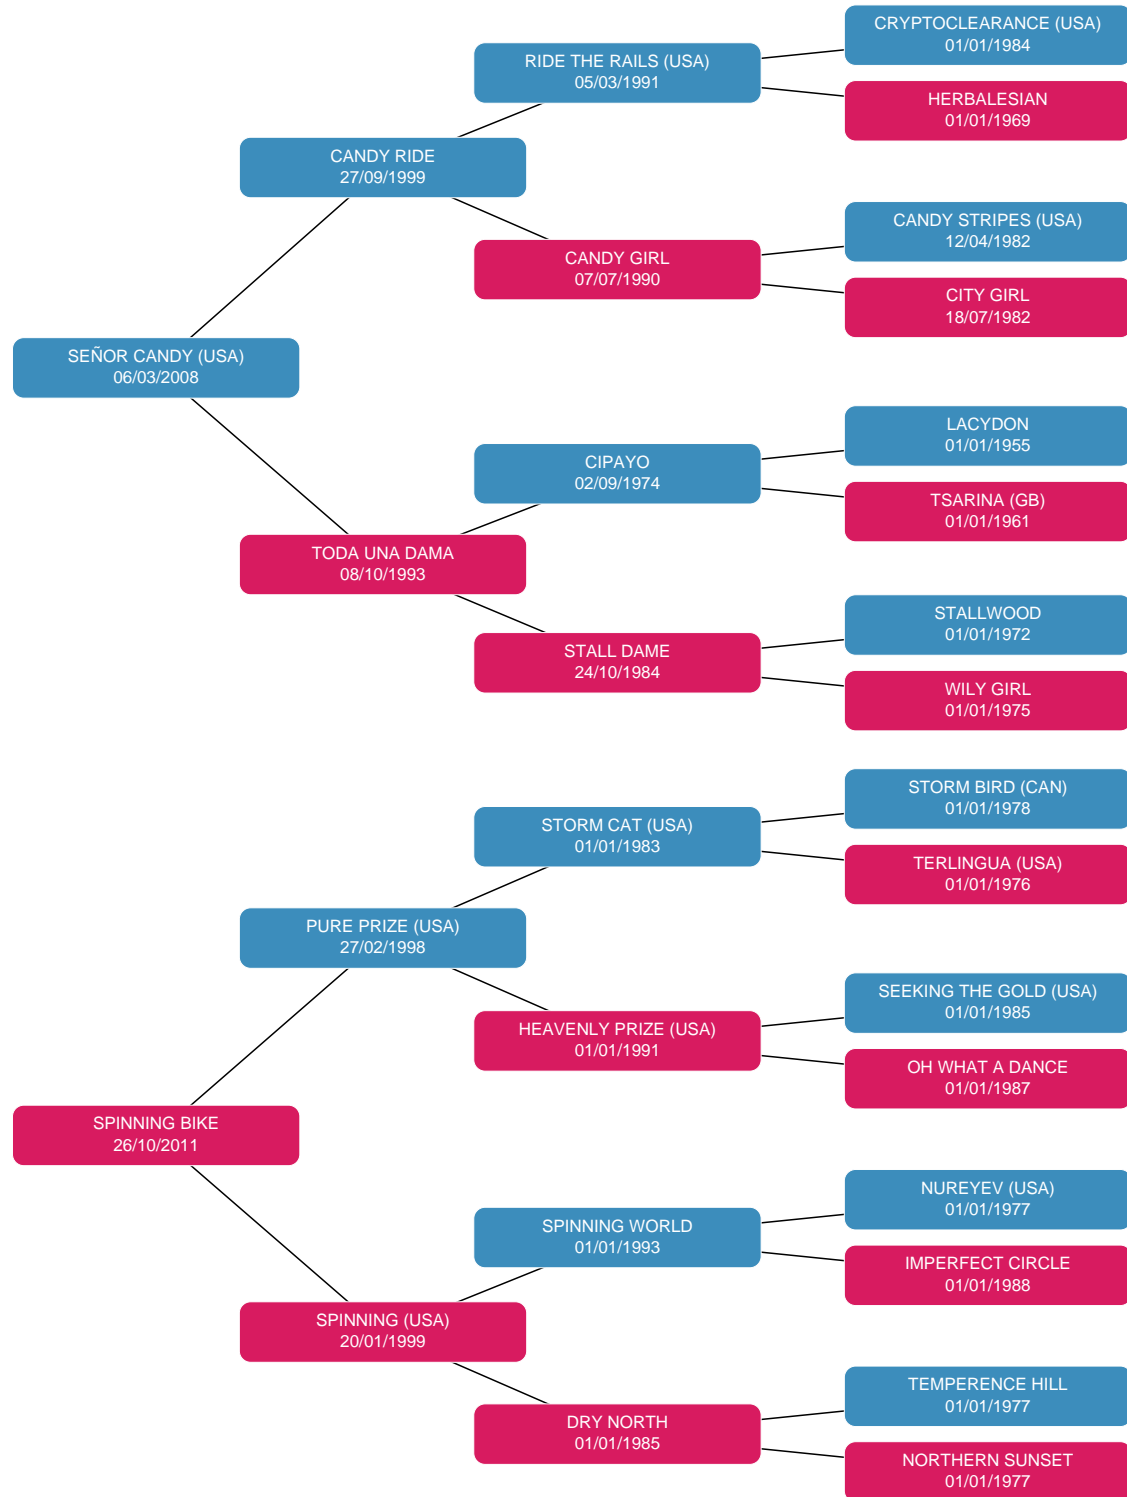 CRYPTOCLEARANCE (USA)
01/01/1984
RIDE THE RAILS (USA)
05/03/1991
HERBALESIAN
01/01/1969
CANDY RIDE
27/09/1999
CANDY STRIPES (USA)
12/04/1982
CANDY GIRL
07/07/1990
CITY GIRL
18/07/1982
SEÑOR CANDY (USA)
06/03/2008
LACYDON
01/01/1955
CIPAYO
02/09/1974
TSARINA (GB)
01/01/1961
TODA UNA DAMA
08/10/1993
STALLWOOD
01/01/1972
STALL DAME
24/10/1984
WILY GIRL
01/01/1975
STORM BIRD (CAN)
01/01/1978
STORM CAT (USA)
01/01/1983
TERLINGUA (USA)
01/01/1976
PURE PRIZE (USA)
27/02/1998
SEEKING THE GOLD (USA)
01/01/1985
HEAVENLY PRIZE (USA)
01/01/1991
OH WHAT A DANCE
01/01/1987
SPINNING BIKE
26/10/2011
NUREYEV (USA)
01/01/1977
SPINNING WORLD
01/01/1993
IMPERFECT CIRCLE
01/01/1988
SPINNING (USA)
20/01/1999
TEMPERENCE HILL
01/01/1977
DRY NORTH
01/01/1985
NORTHERN SUNSET
01/01/1977